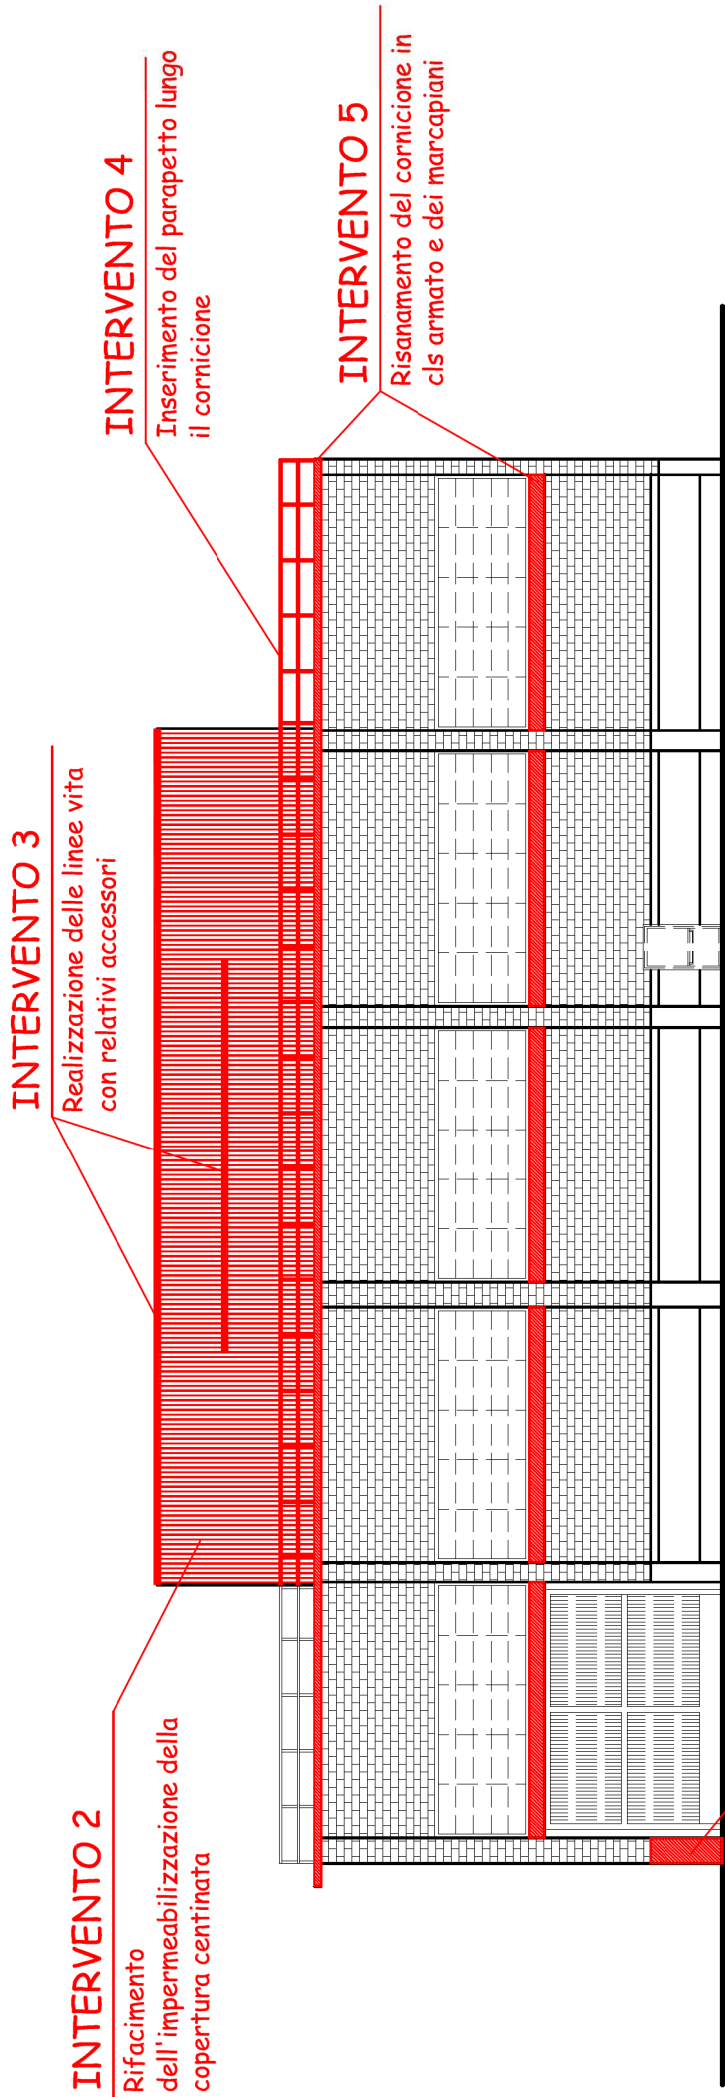 INTERVENTO 2
Rifacimento
dell'impermeabilizzazione della
copertura centinata
INTERVENTO 3
Realizzazione delle linee vita
con relativi accessori
INTERVENTO 4
Inserimento del parapetto lungo
il cornicione
INTERVENTO 5
Risanamento del cornicione in
cls armato e dei marcapiani